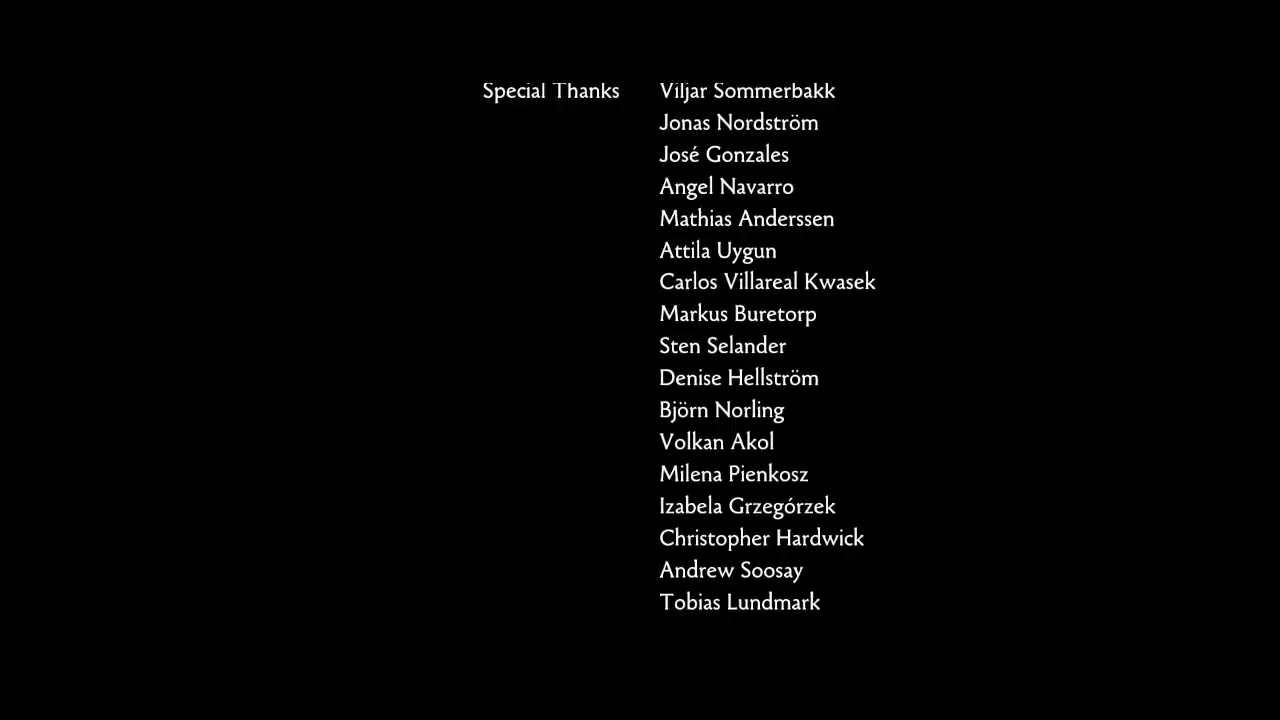 Special Thanks Viljar Sommerbakk
Jonas Nordström
José Gonzales
Angel Navarro
Mathias Anderssen
Attila Uygun
Carlos Villareal Kwasek
Markus Buretorp
Sten Selander
Denise Hellström
Björn Norling
Volkan Akol
Milena Pienkosz
Izabela Grzegórzek
Christopher Hardwick
Andrew Soosay
Tobias Lundmark